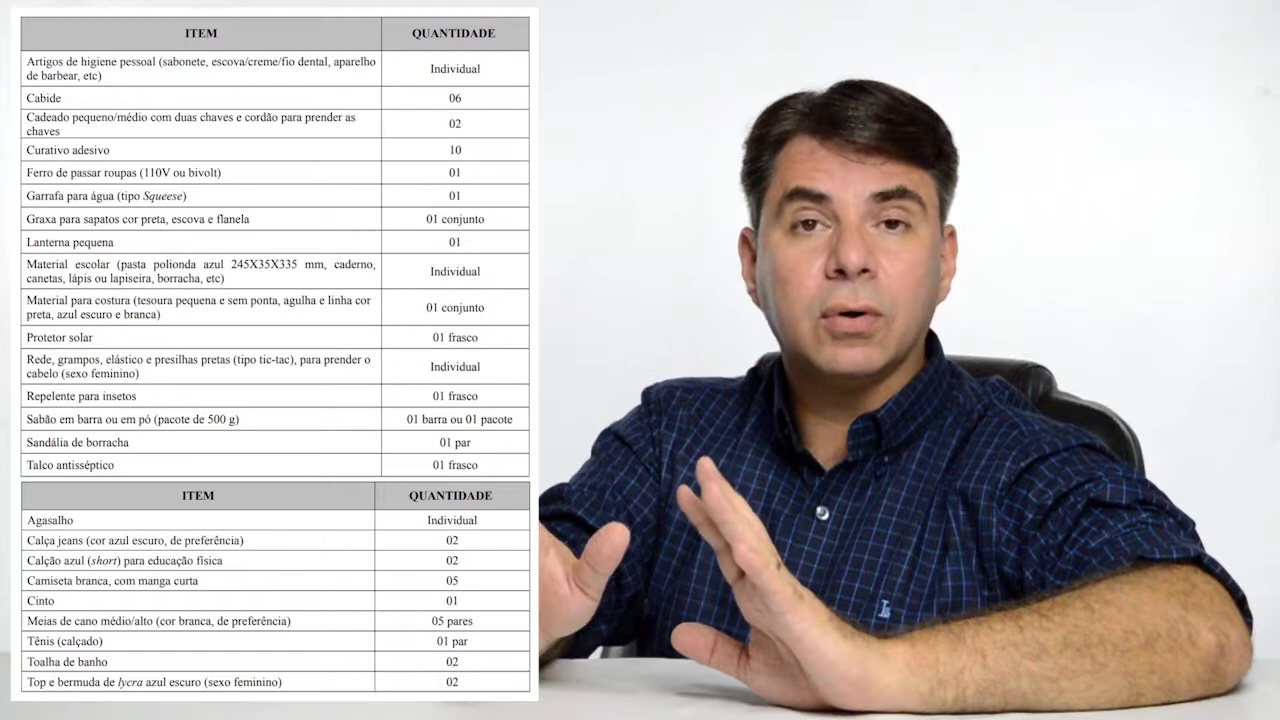 ITEM QUANTIDADE
Artigos de higiene pessoal (sabonete, escova/creme/fio dental, aparelho
de barbear, etc) Individual
Cabide 06
Cadeado pequeno/médio com duas chaves e cordão para prender as
chaves 02
Curativo adesivo 10
Ferro de passar roupas (110V ou bivolt) 01
Garrafa para água (tipo Squeese) 01
Graxa para sapatos cor preta, escova e flanela 01 conjunto
Lanterna pequena 01
Material escolar (pasta polionda azul 245X35X335 mm, caderno,
canetas, lápis ou lapiseira, borracha, etc) Individual
Material para costura (tesoura pequena e sem ponta, agulha e linha cor
preta, azul escuro e branca) 01 conjunto
Protetor solar 01 frasco
Rede, grampos, elástico e presilhas pretas (tipo tic-tac), para prender o
cabelo (sexo feminino) Individual
Repelente para insetos 01 frasco
Sabão em barra ou em pó (pacote de 500 g) 01 barra ou 01 pacote
Sandália de borracha 01 par
Talco antisséptico 01 frasco
ITEM QUANTIDADE
Agasalho Individual
Calça jeans (cor azul escuro, de preferência) 02
Calção azul (short) para educação física 02
Camiseta branca, com manga curta 05
Cinto 01
Meias de cano médio/alto (cor branca, de preferência) 05 pares
Tênis (calçado) 01 par
Toalha de banho 02
Top e bermuda de lycra azul escuro (sexo feminino) 02